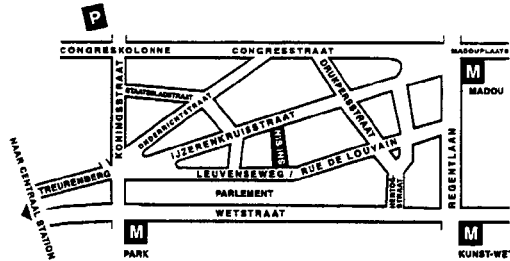 P
CONGRESKOLONNE
CONGRESSTRAAT
MADOUPLAATS
M
MADOU
STAATSBLADSTRAAT
KONINGSSTRAAT
ONDERRICHTSTRAAT
DRUKPERSSTRAAT
IJZERENKRUISSTRAAT
LEUVENSEWEG / RUE DE LOUVAIN
REGENTLAAN
TREURENBERG
NAAR CENTRAAL STATION
PARLEMENT
WETSTRAAT
M
PARK
M
KUNST-WET